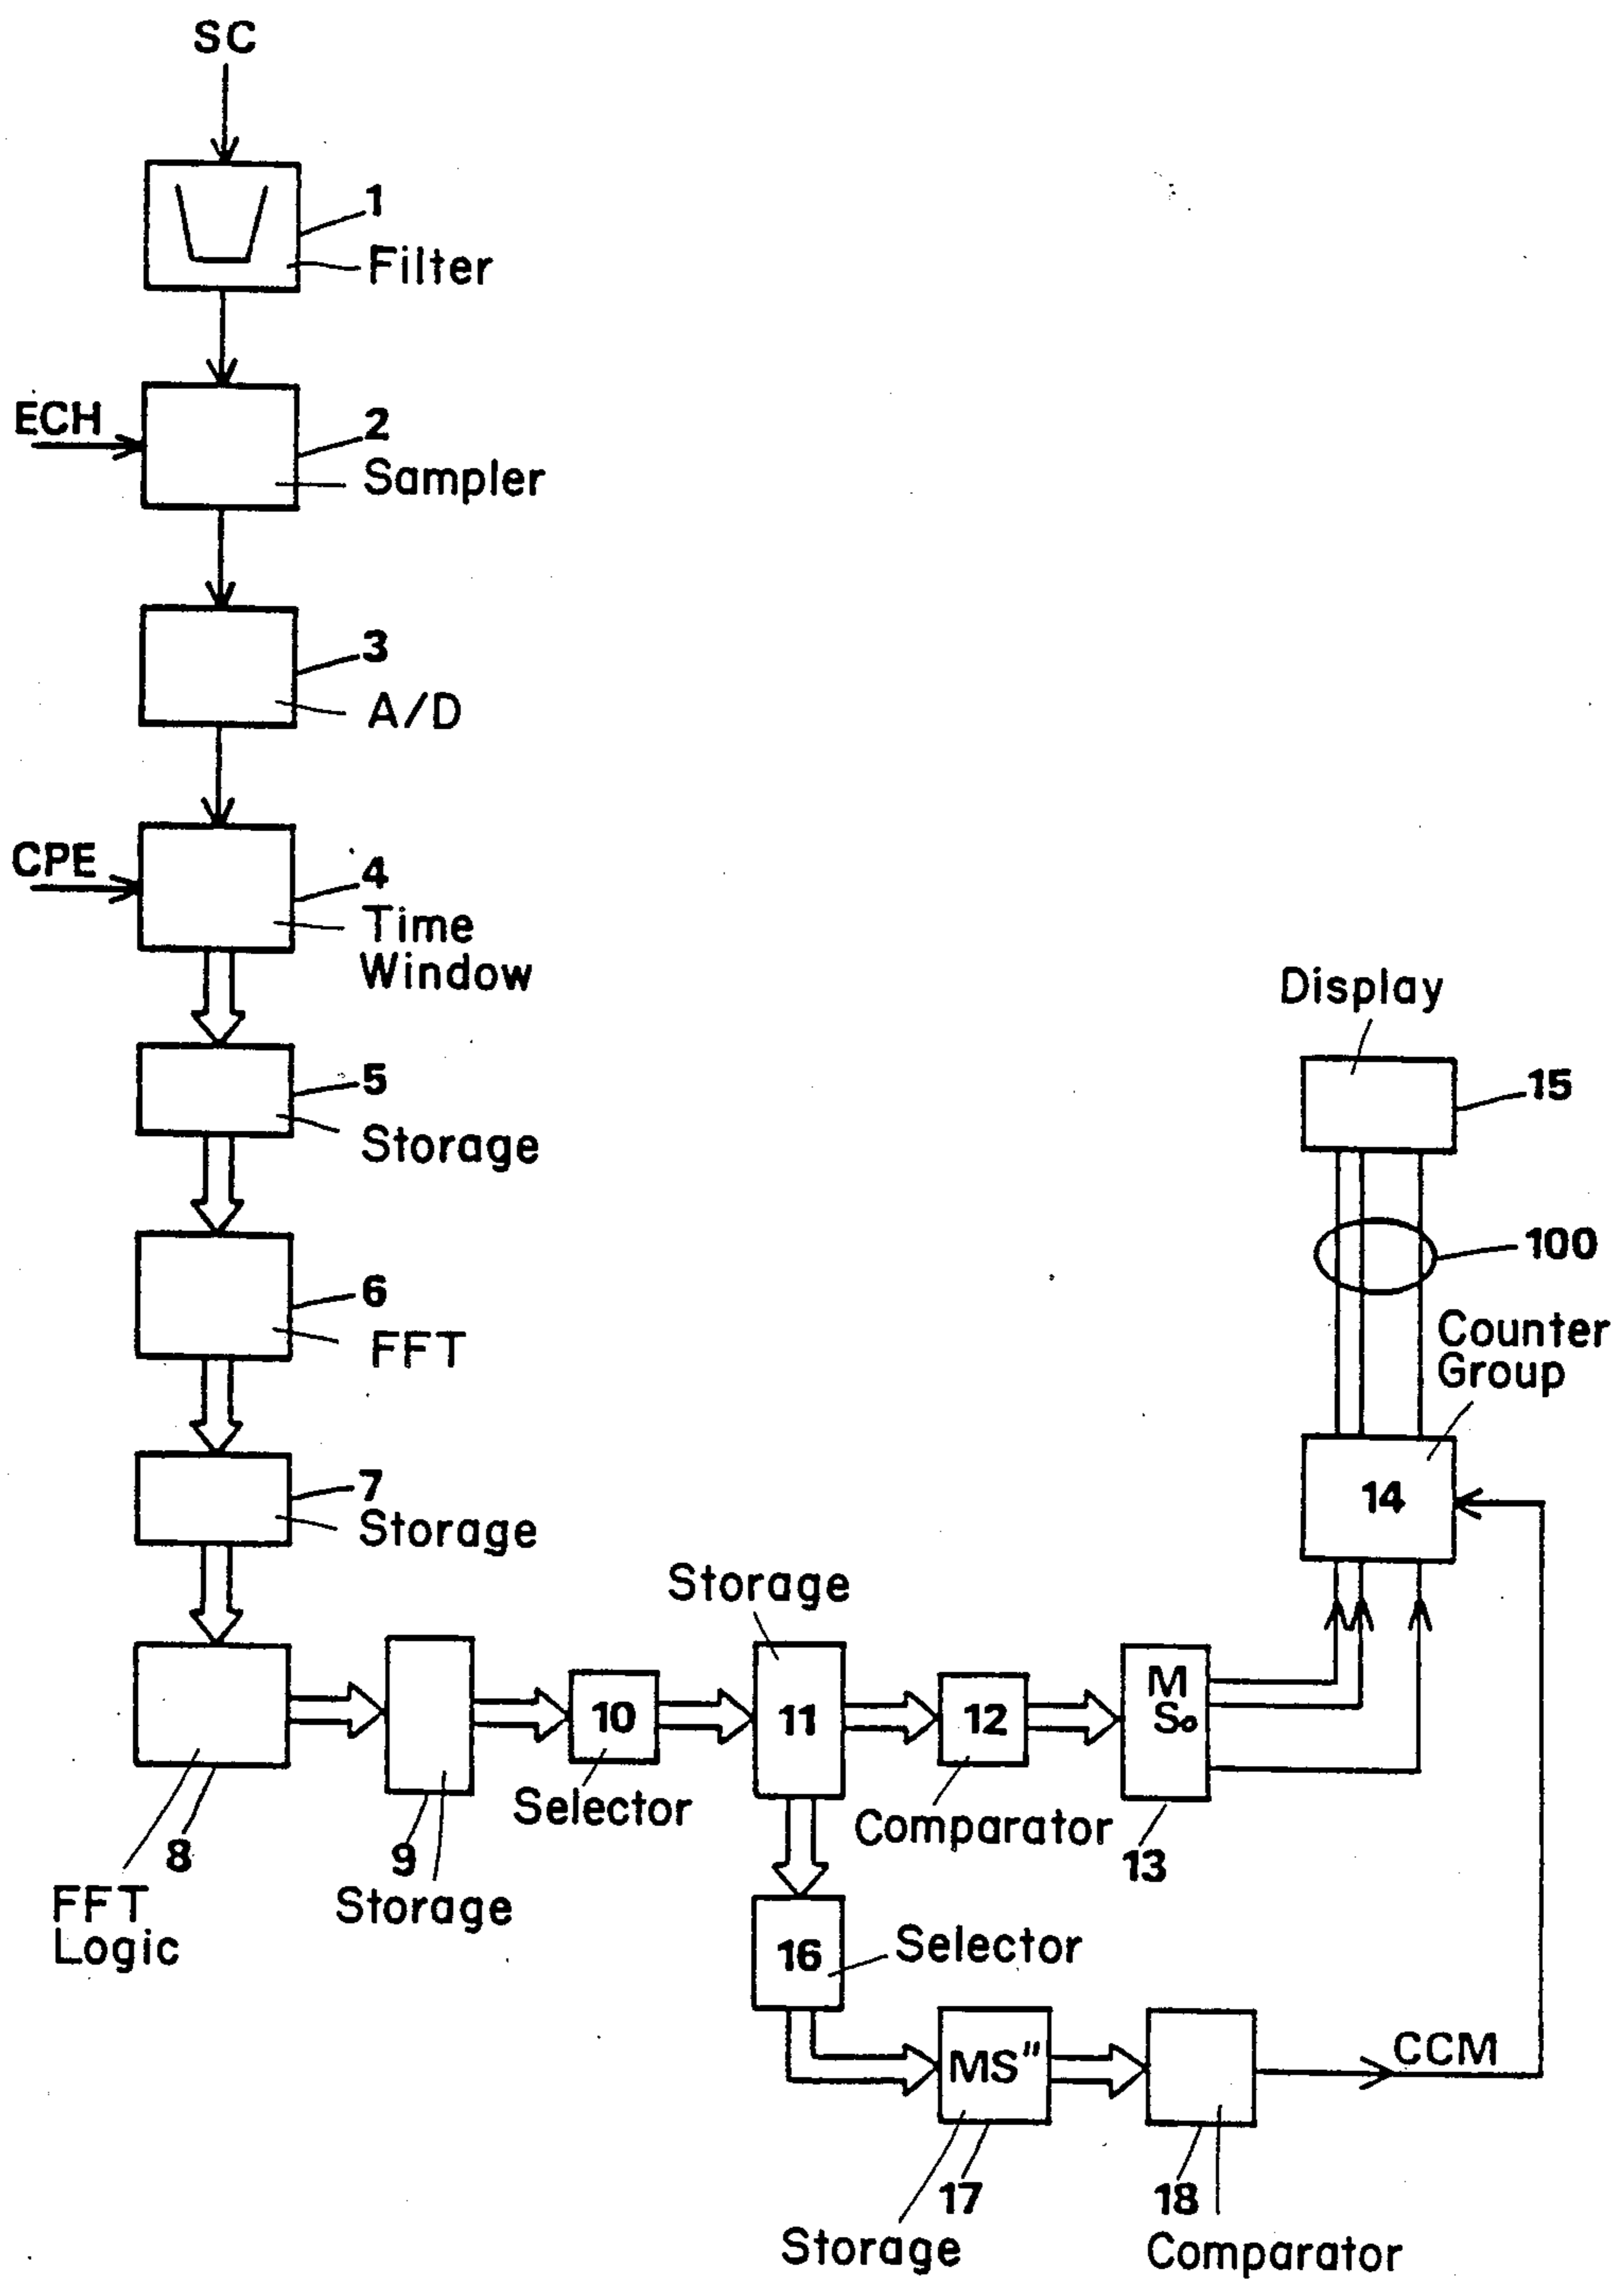 SC
1
Filter
ECH
2
Sampler
3
A/D
CPE
4
Time
Window
5
Storage
6
FFT
7
Storage
8
FFT
Logic
9
Storage
10
Selector
Storage
11
12
Comparator
M
So
13
14
Counter
Group
100
Display
15
16
Selector
MS"
17
Storage
18
Comparator
CCM